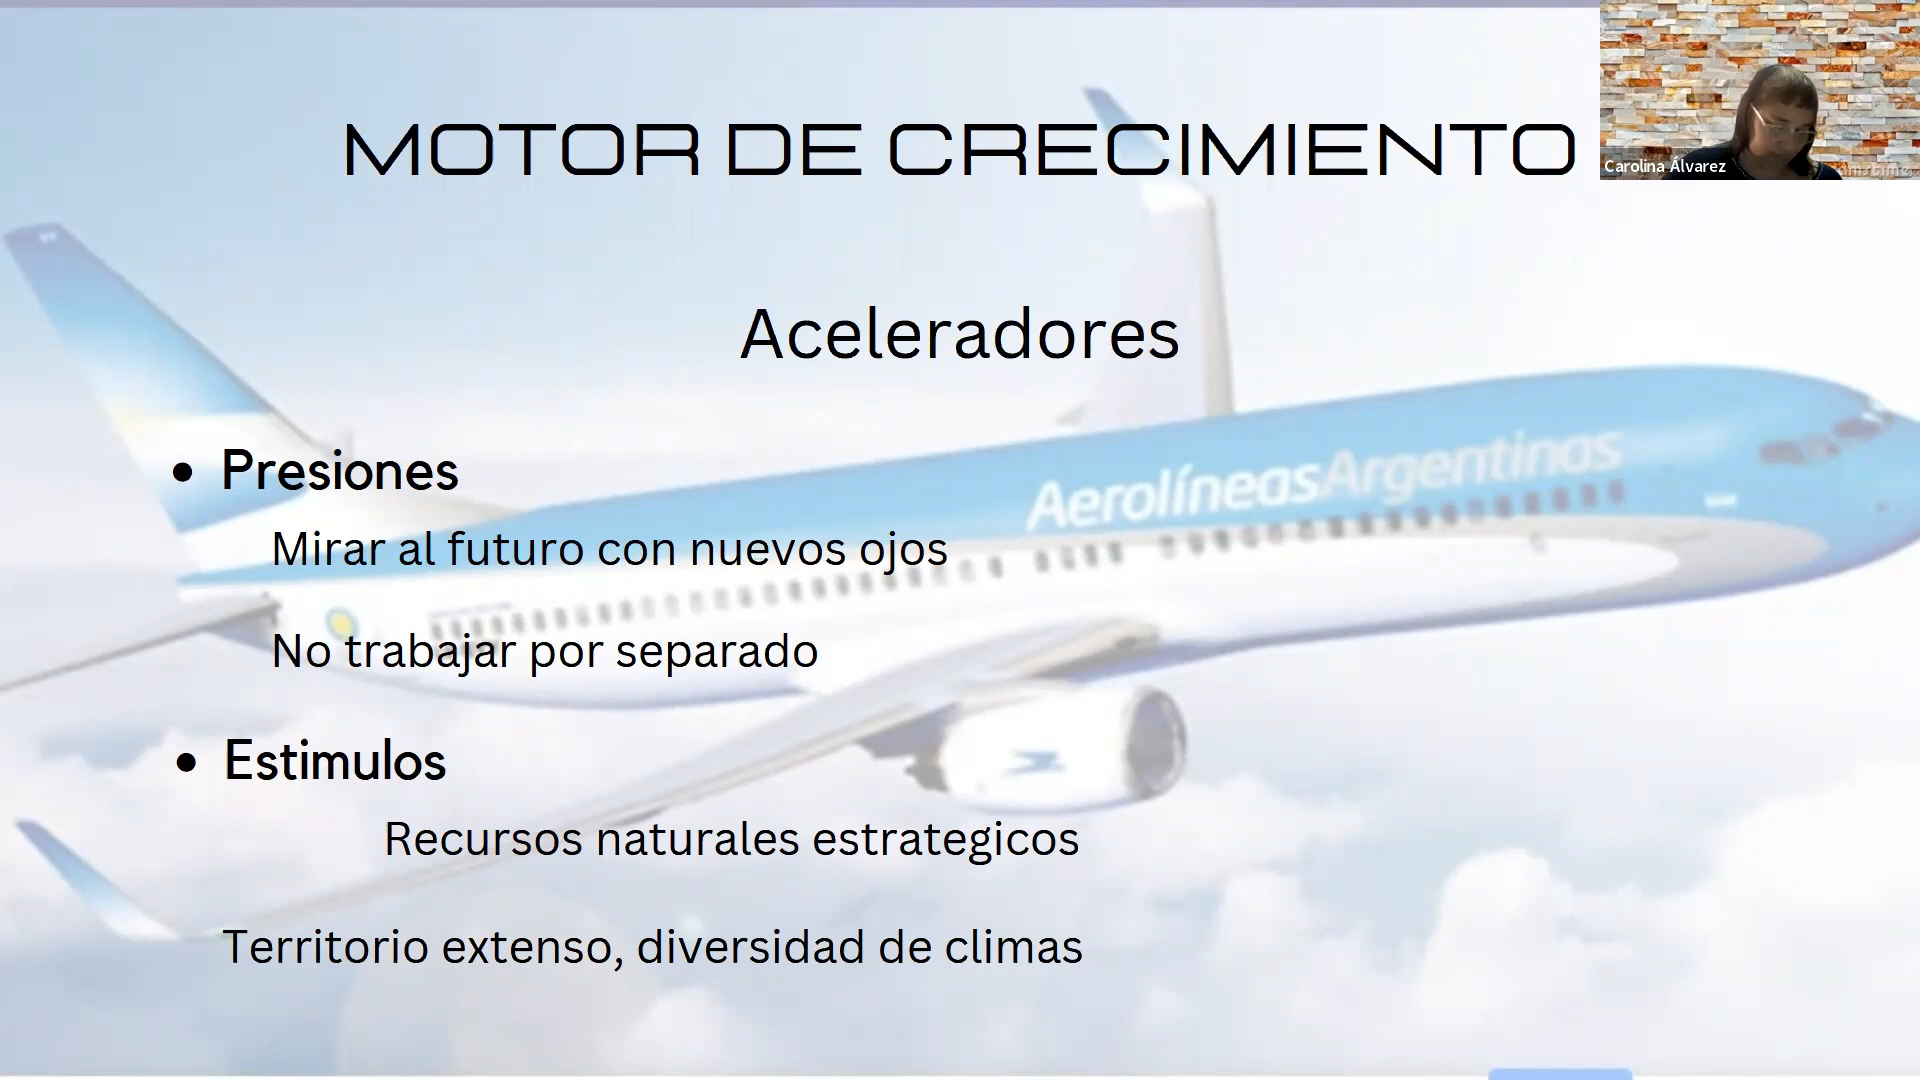 MOTOR DE CRECIMIENTO
Carolina Álvarez
Aceleradores
AerolíneasArgentinas
• Presiones
Mirar al futuro con nuevos ojos
No trabajar por separado
• Estimulos
Recursos naturales estrategicos
Territorio extenso, diversidad de climas